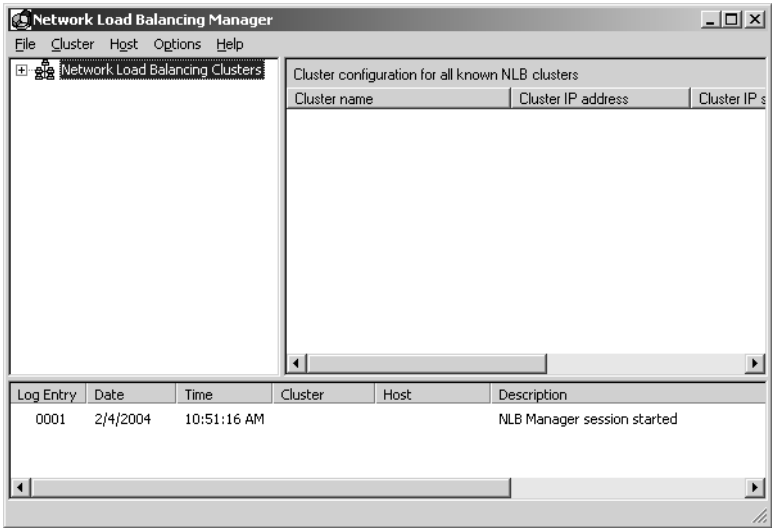 Network Load Balancing Manager
File Cluster Host Options Help
Network Load Balancing Clusters
Cluster configuration for all known NLB clusters
Cluster name Cluster IP address Cluster IP s
Log Entry Date Time Cluster Host Description
0001 2/4/2004 10:51:16 AM NLB Manager session started